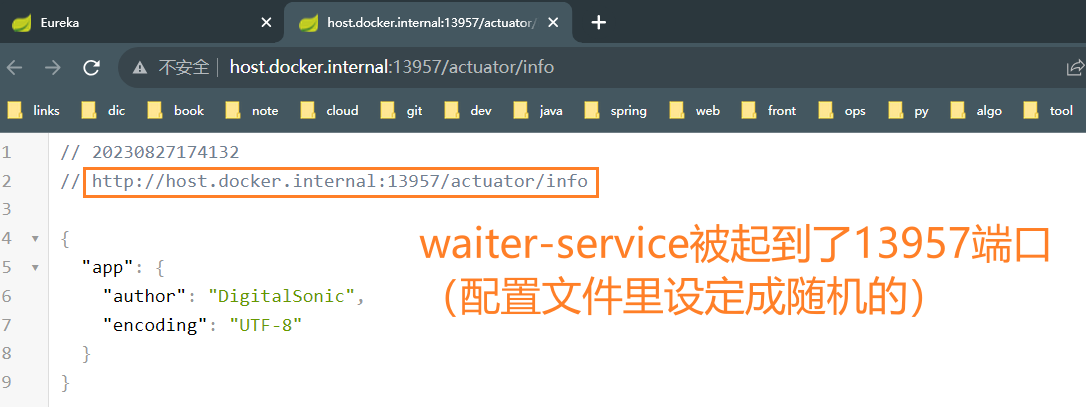 Eureka
host.docker.internal:13957/actuator/
不安全 host.docker.internal:13957/actuator/info
links dic book note cloud git dev java spring web front ops py algo tool
1 // 20230827174132
2 // http://host.docker.internal:13957/actuator/info
3
4 {
5 "app": {
6 "author": "DigitalSonic",
7 "encoding": "UTF-8"
8 }
9 }
waiter-service被起到了13957端口
（配置文件里设定成随机的）